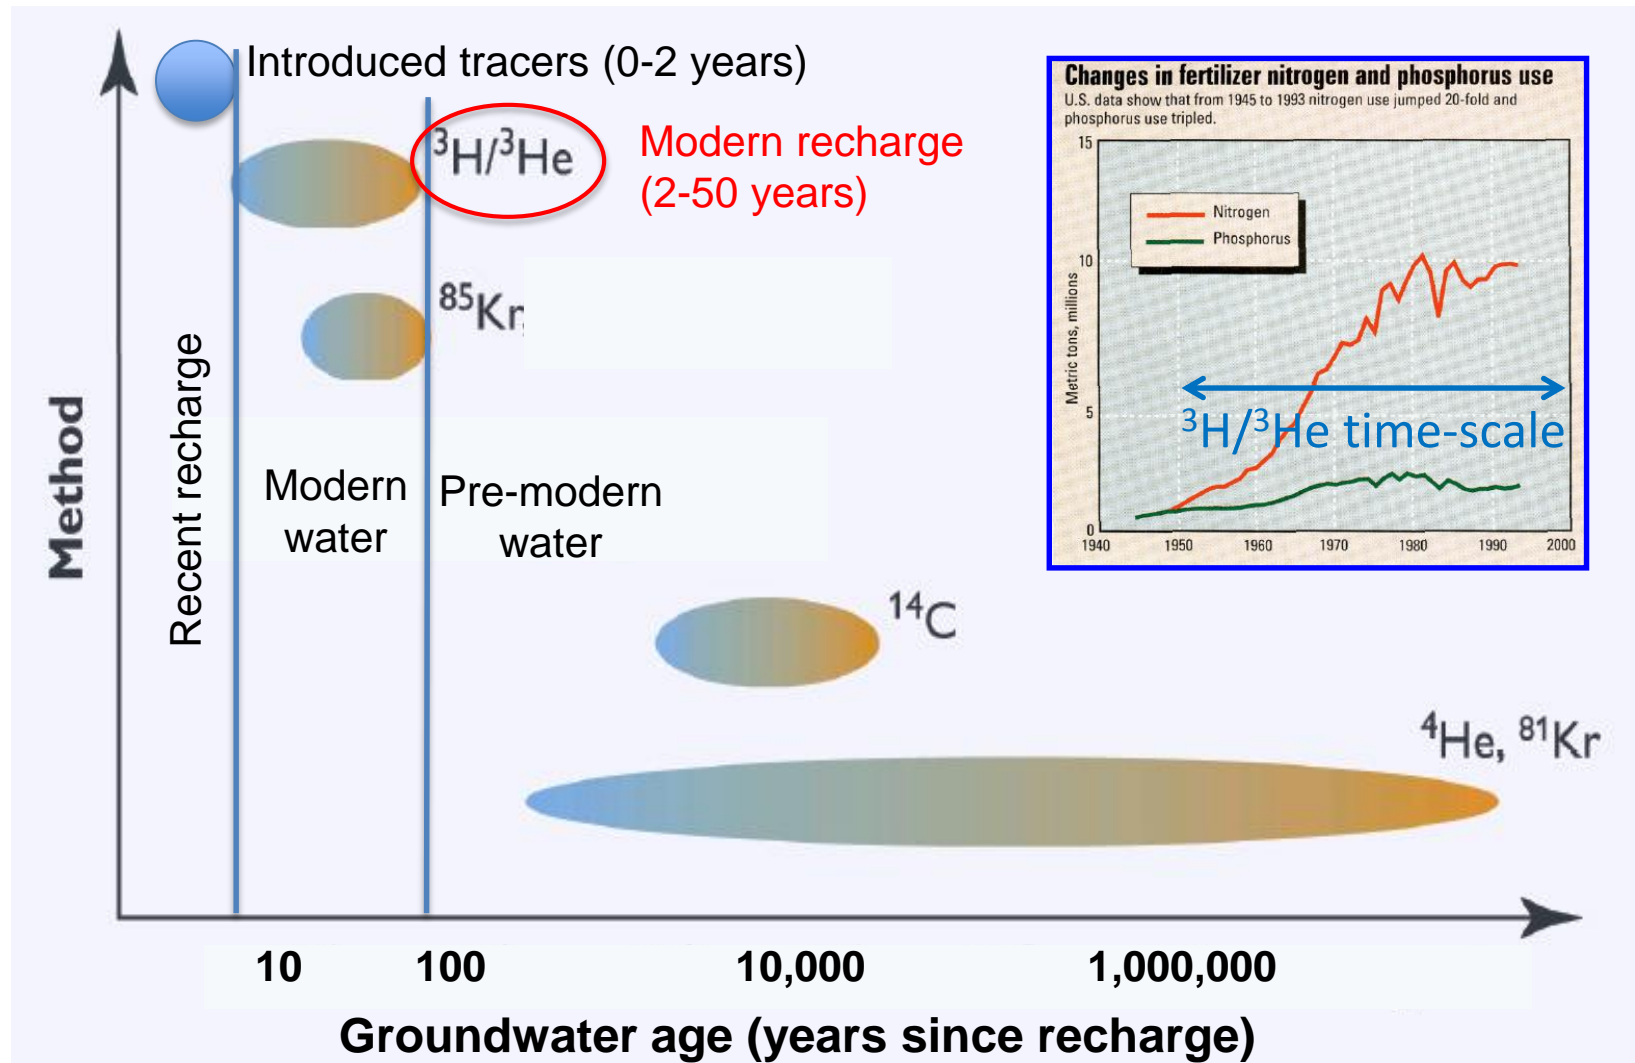 Introduced tracers (0-2 years)
³H/³He
Modern recharge
(2-50 years)
⁸⁵Kr,
Method
Recent recharge
Modern
water
Pre-modern
water
¹⁴C
⁴He, ⁸¹Kr
10 100 10,000 1,000,000
Groundwater age (years since recharge)
Changes in fertilizer nitrogen and phosphorus use
U.S. data show that from 1945 to 1993 nitrogen use jumped 20-fold and
phosphorus use tripled.
15
Nitrogen
Phosphorus
10
Metric tons, millions
5
³H/³He time-scale
0
1940 1950 1960 1970 1980 1990 2000